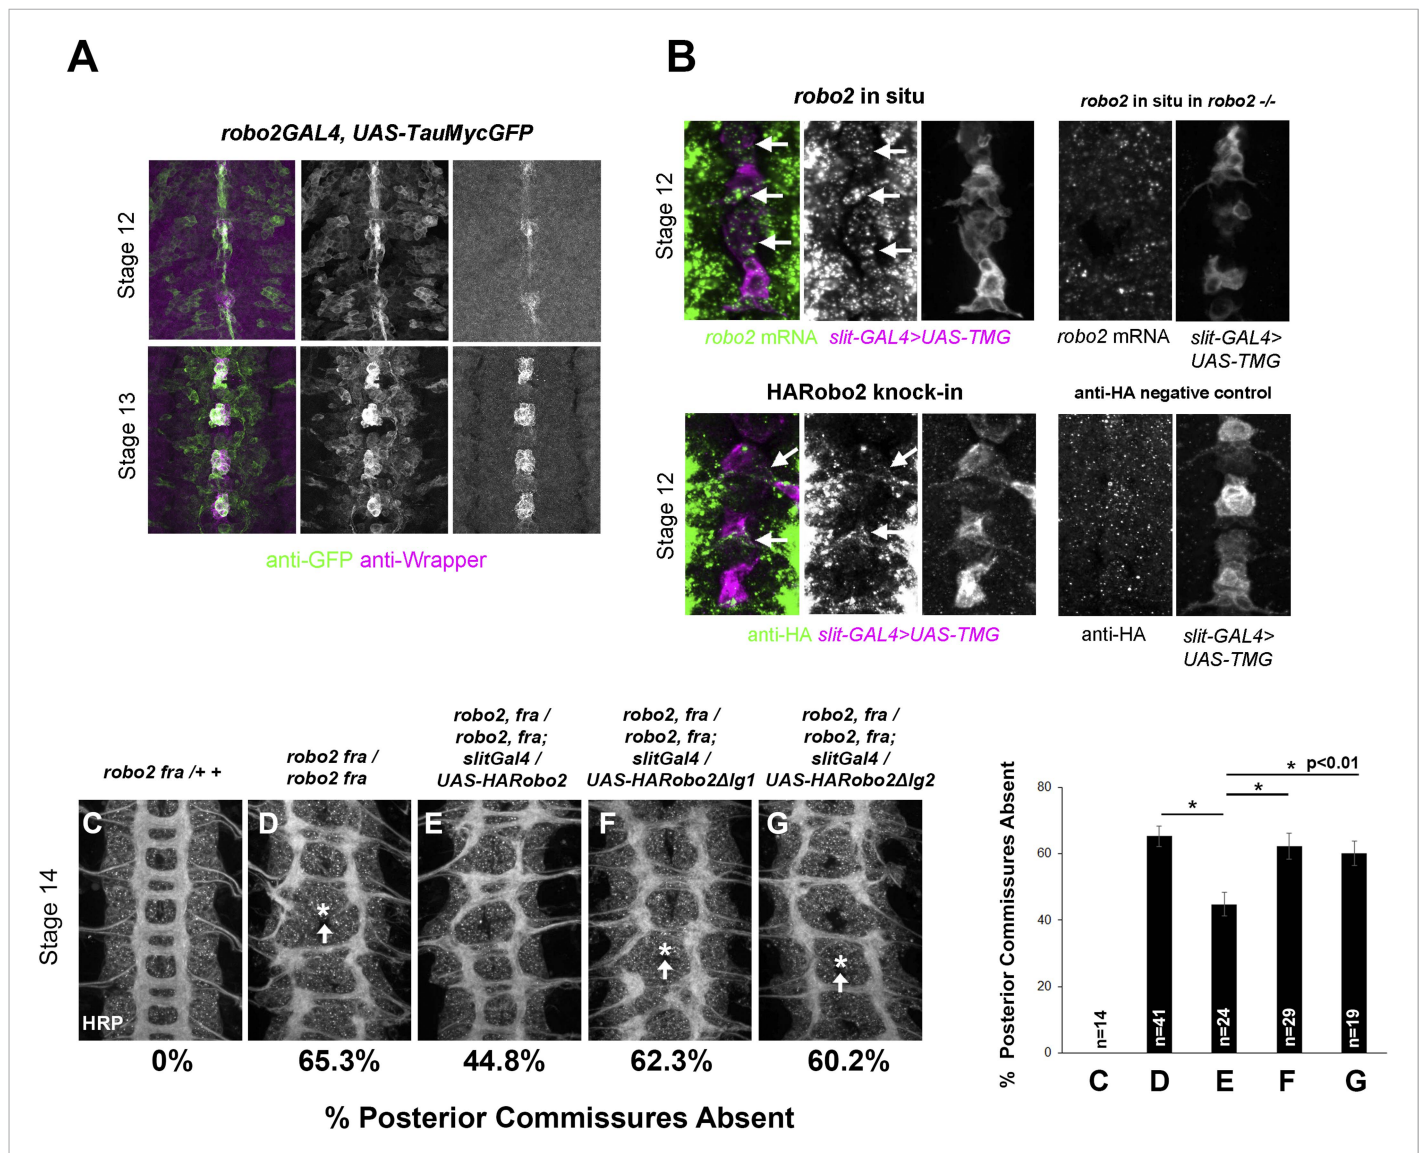 A
B
robo2GAL4, UAS-TauMycGFP
Stage 12
Stage 13
anti-GFP anti-Wrapper
robo2 in situ
robo2 in situ in robo2 -/-
Stage 12
robo2 mRNA slit-GAL4>UAS-TMG
robo2 mRNA
slit-GAL4>
UAS-TMG
HARobo2 knock-in
anti-HA negative control
Stage 12
anti-HA slit-GAL4>UAS-TMG
anti-HA
slit-GAL4>
UAS-TMG
robo2 fra /+ +
robo2 fra /
robo2 fra
robo2, fra /
robo2, fra;
slitGal4 /
UAS-HARobo2
robo2, fra /
robo2, fra;
slitGal4 /
UAS-HARobo2ΔIg1
robo2, fra /
robo2, fra;
slitGal4 /
UAS-HARobo2ΔIg2
Stage 14
C
D
E
F
G
*
*
*
HRP
0%
65.3%
44.8%
62.3%
60.2%
% Posterior Commissures Absent
% Posterior Commissures Absent
80
60
40
20
0
* p<0.01
*
*
n=14
n=41
n=24
n=29
n=19
C
D
E
F
G